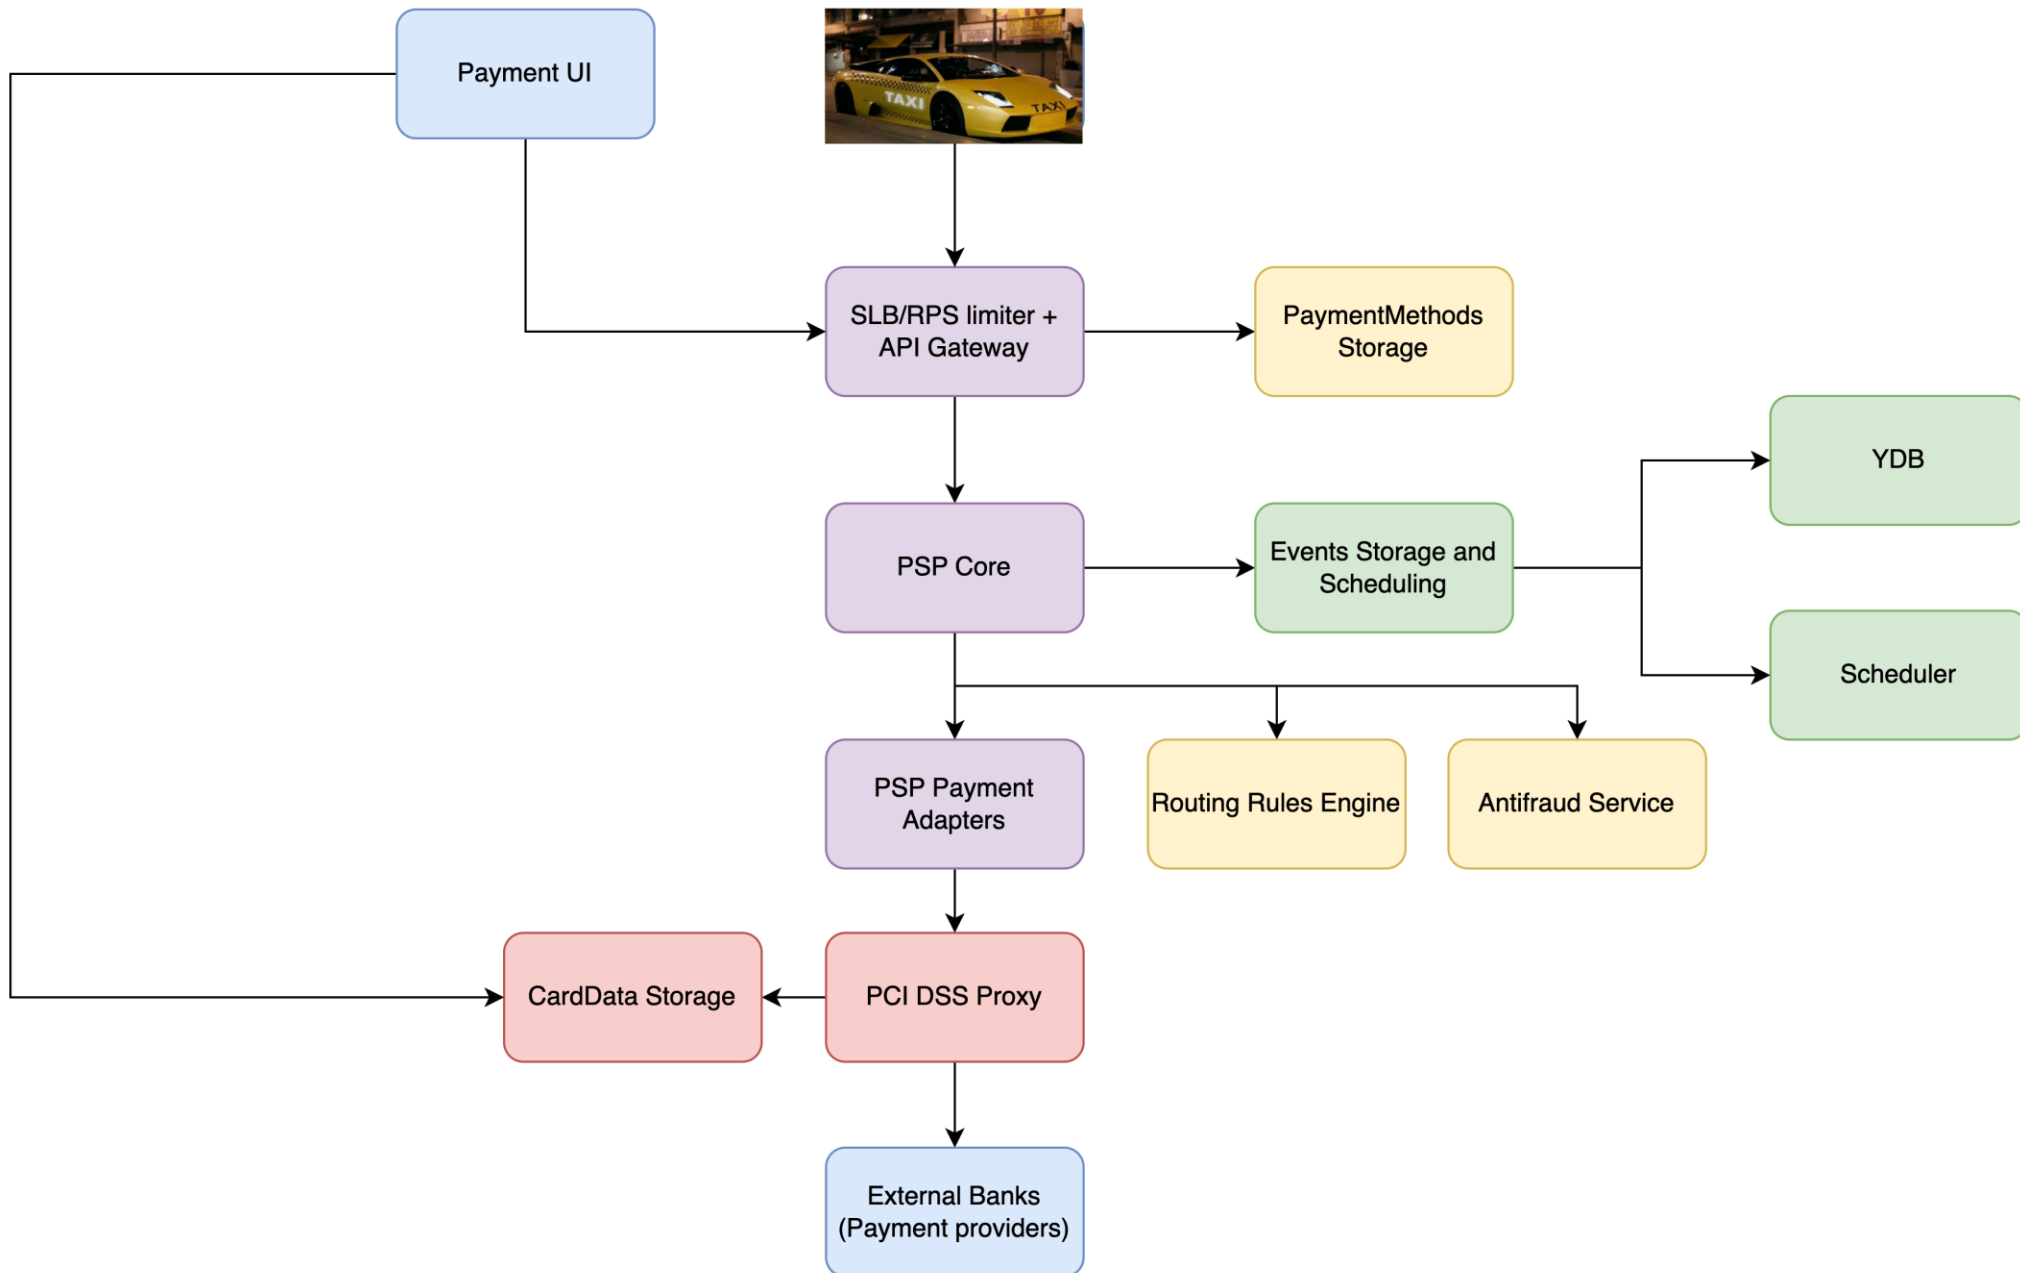 Payment UI
TAXI
TAXI
SLB/RPS limiter +
API Gateway
PaymentMethods
Storage
YDB
PSP Core
Events Storage and
Scheduling
Scheduler
PSP Payment
Adapters
Routing Rules Engine
Antifraud Service
CardData Storage
PCI DSS Proxy
External Banks
(Payment providers)